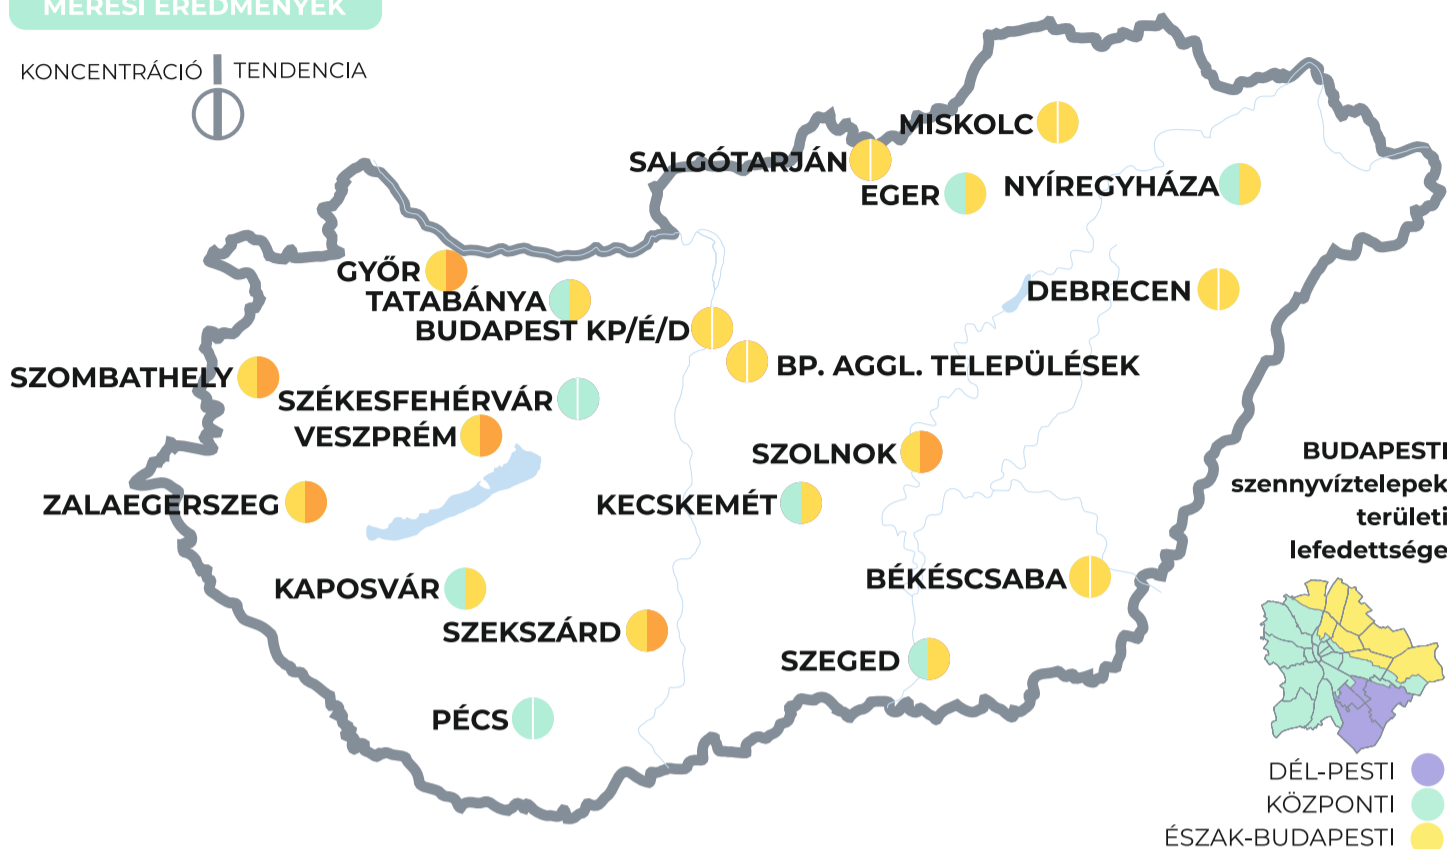 MÉRÉSI EREDMÉNYEK
KONCENTRÁCIÓ TENDENCIA
MISKOLC
SALGÓTARJÁN
EGER
NYÍREGYHÁZA
GYŐR
TATABÁNYA
DEBRECEN
BUDAPEST KP/É/D
BP. AGGL. TELEPÜLÉSEK
SZOMBATHELY
SZÉKESFEHÉRVÁR
VESZPRÉM
SZOLNOK
ZALAEGERSZEG
KECSKEMÉT
KAPOSVÁR
BÉKÉSCSABA
SZEKSZÁRD
SZEGED
PÉCS
BUDAPESTI
szennyvíztelepek
területi
lefedettsége
DÉL-PESTI
KÖZPONTI
ÉSZAK-BUDAPESTI